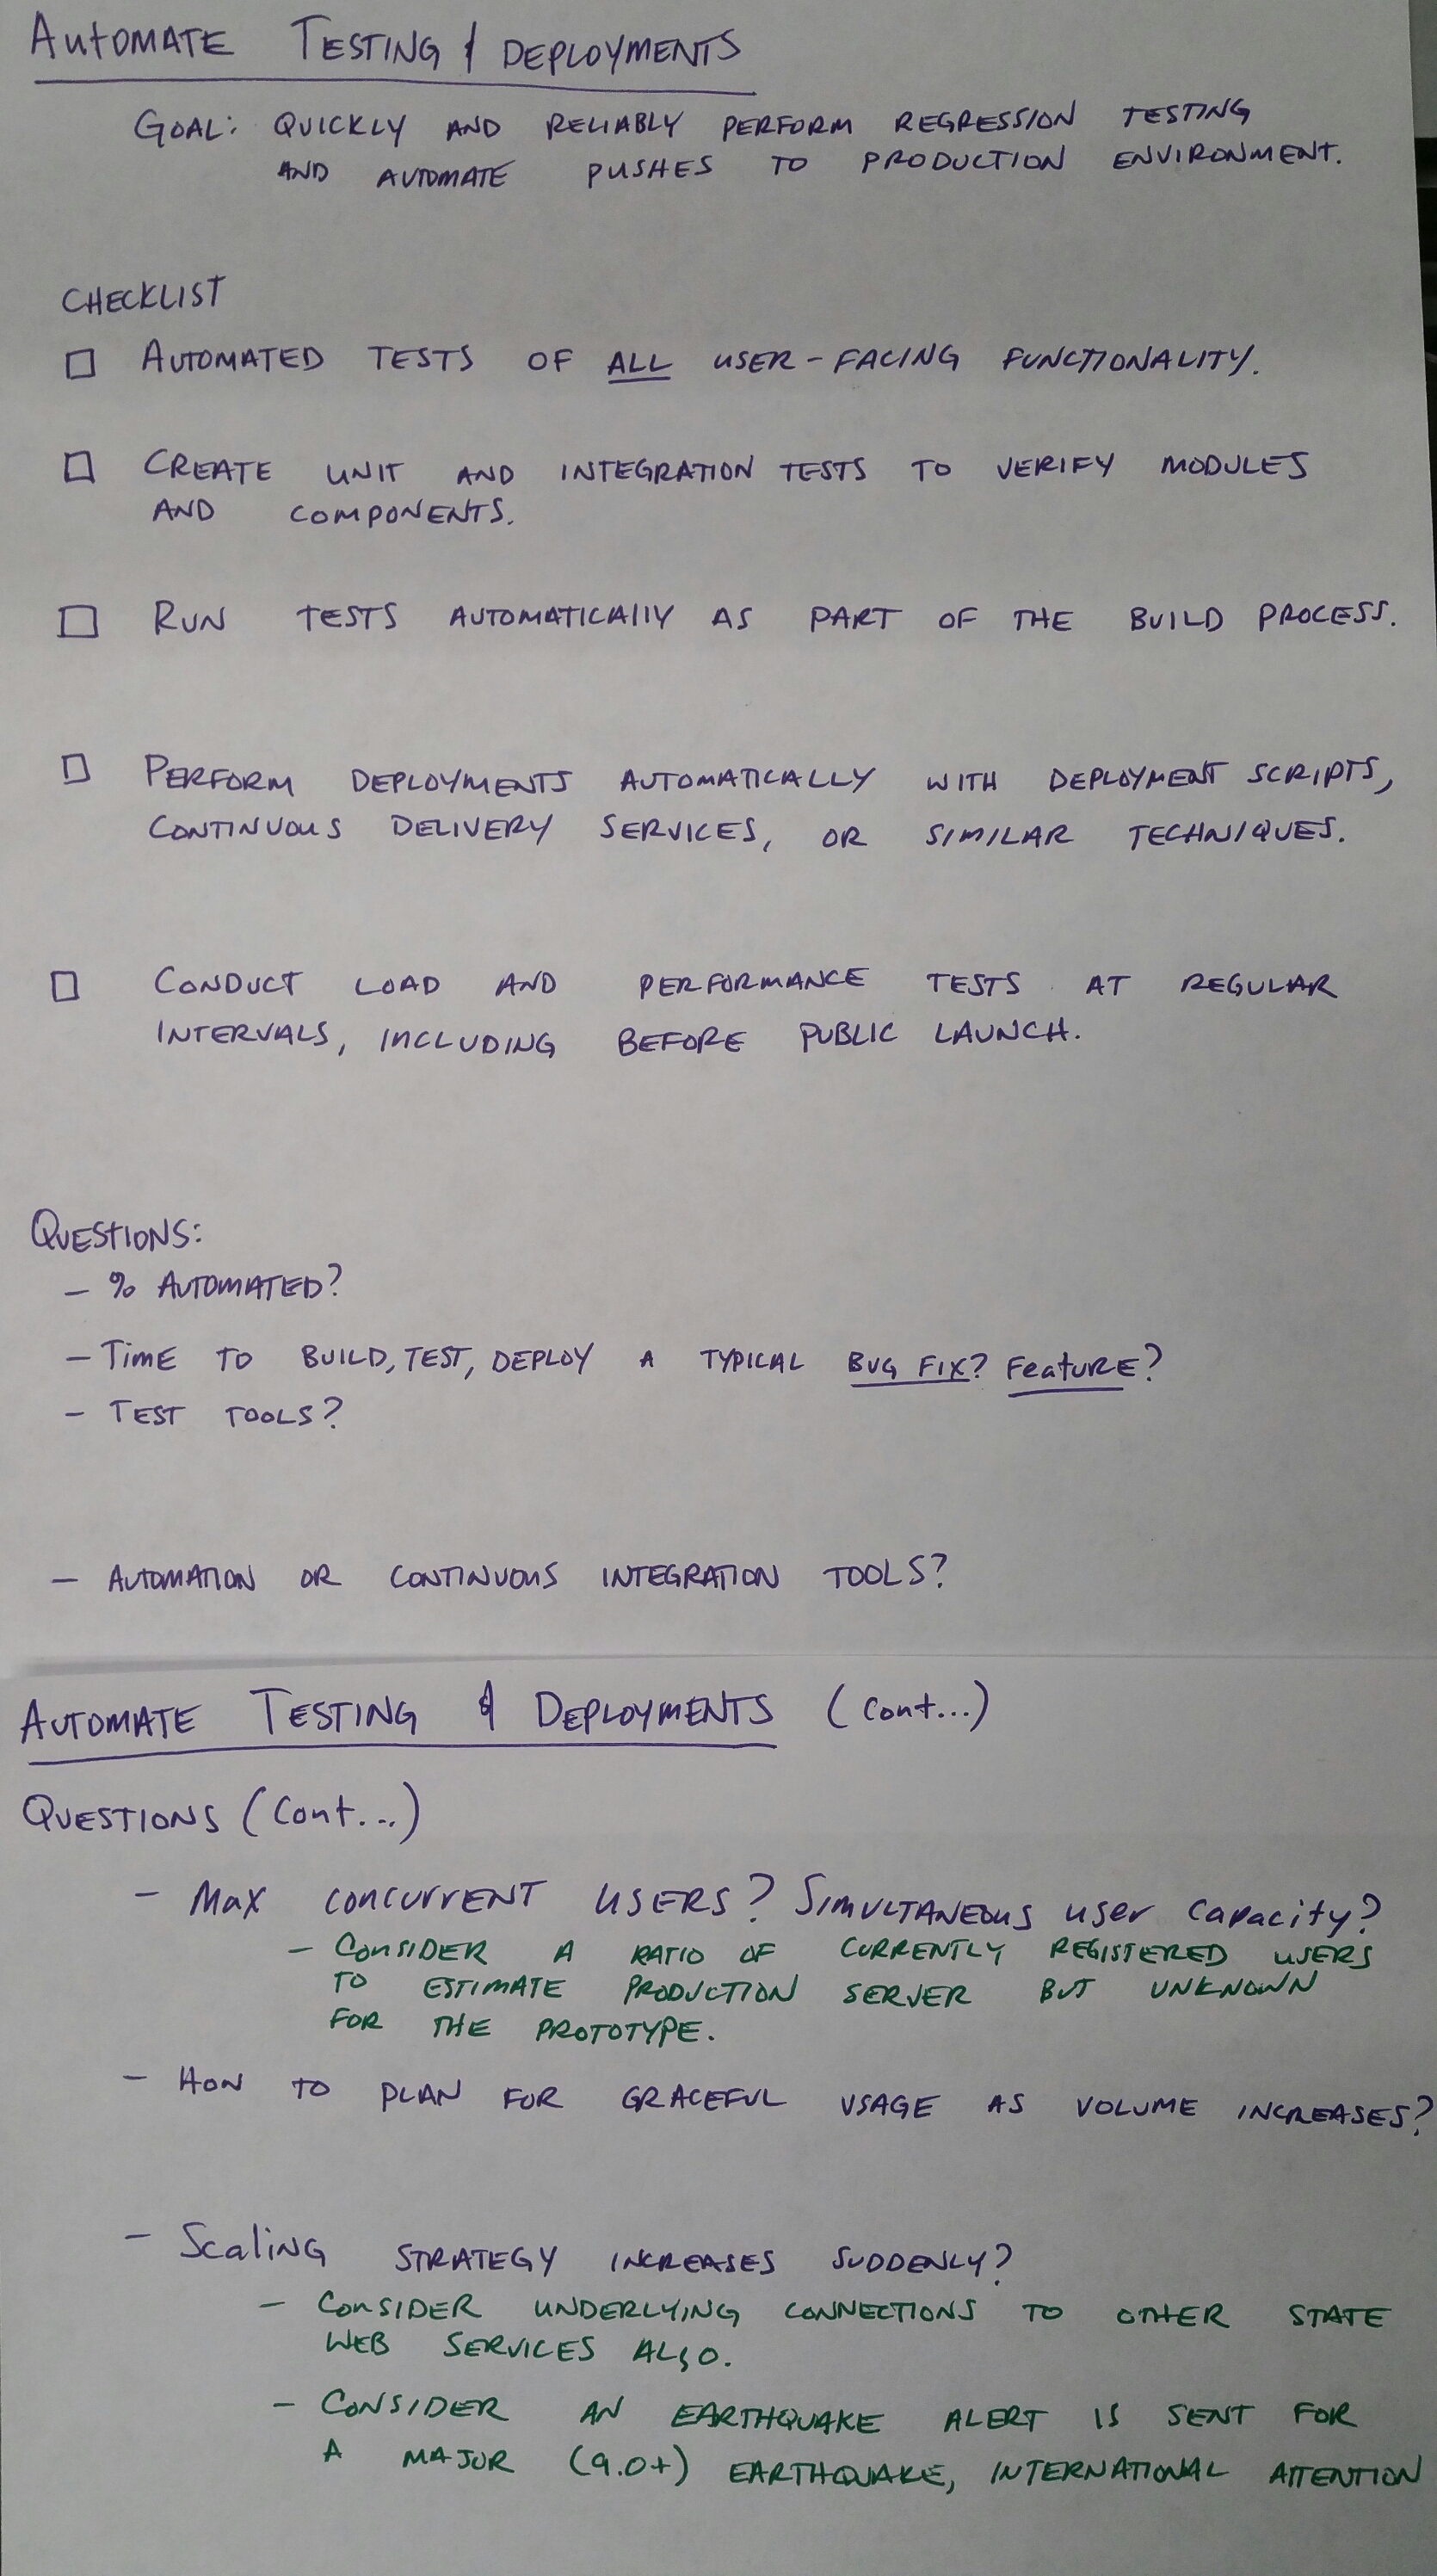 AUTOMATE TESTING & DEPLOYMENTS
GOAL: QUICKLY AND RELIABLY PERFORM REGRESSION TESTING
AND AUTOMATE PUSHES TO PRODUCTION ENVIRONMENT.
CHECKLIST
□ AUTOMATED TESTS OF ALL USER-FACING FUNCTIONALITY.
□ CREATE UNIT AND INTEGRATION TESTS TO VERIFY MODULES
AND COMPONENTS.
□ RUN TESTS AUTOMATICALLY AS PART OF THE BUILD PROCESS.
□ PERFORM DEPLOYMENTS AUTOMATICALLY WITH DEPLOYMENT SCRIPTS,
CONTINUOUS DELIVERY SERVICES, OR SIMILAR TECHNIQUES.
□ CONDUCT LOAD AND PERFORMANCE TESTS AT REGULAR
INTERVALS, INCLUDING BEFORE PUBLIC LAUNCH.
QUESTIONS:
- % AUTOMATED?
- TIME TO BUILD, TEST, DEPLOY A TYPICAL BUG FIX? FEATURE?
- TEST TOOLS?
- AUTOMATION OR CONTINUOUS INTEGRATION TOOLS?
AUTOMATE TESTING & DEPLOYMENTS (cont...)
QUESTIONS (Cont...)
- MAX CONCURRENT USERS? SIMULTANEOUS user capacity?
- CONSIDER A RATIO OF CURRENTLY REGISTERED USERS
TO ESTIMATE PRODUCTION SERVER BUT UNKNOWN
FOR THE PROTOTYPE.
- HOW TO PLAN FOR GRACEFUL USAGE AS VOLUME INCREASES?
- SCALING STRATEGY INCREASES SUDDENLY?
- CONSIDER UNDERLYING CONNECTIONS TO OTHER STATE
WEB SERVICES ALSO.
- CONSIDER AN EARTHQUAKE ALERT IS SENT FOR
A MAJOR (9.0+) EARTHQUAKE, INTERNATIONAL ATTENTION